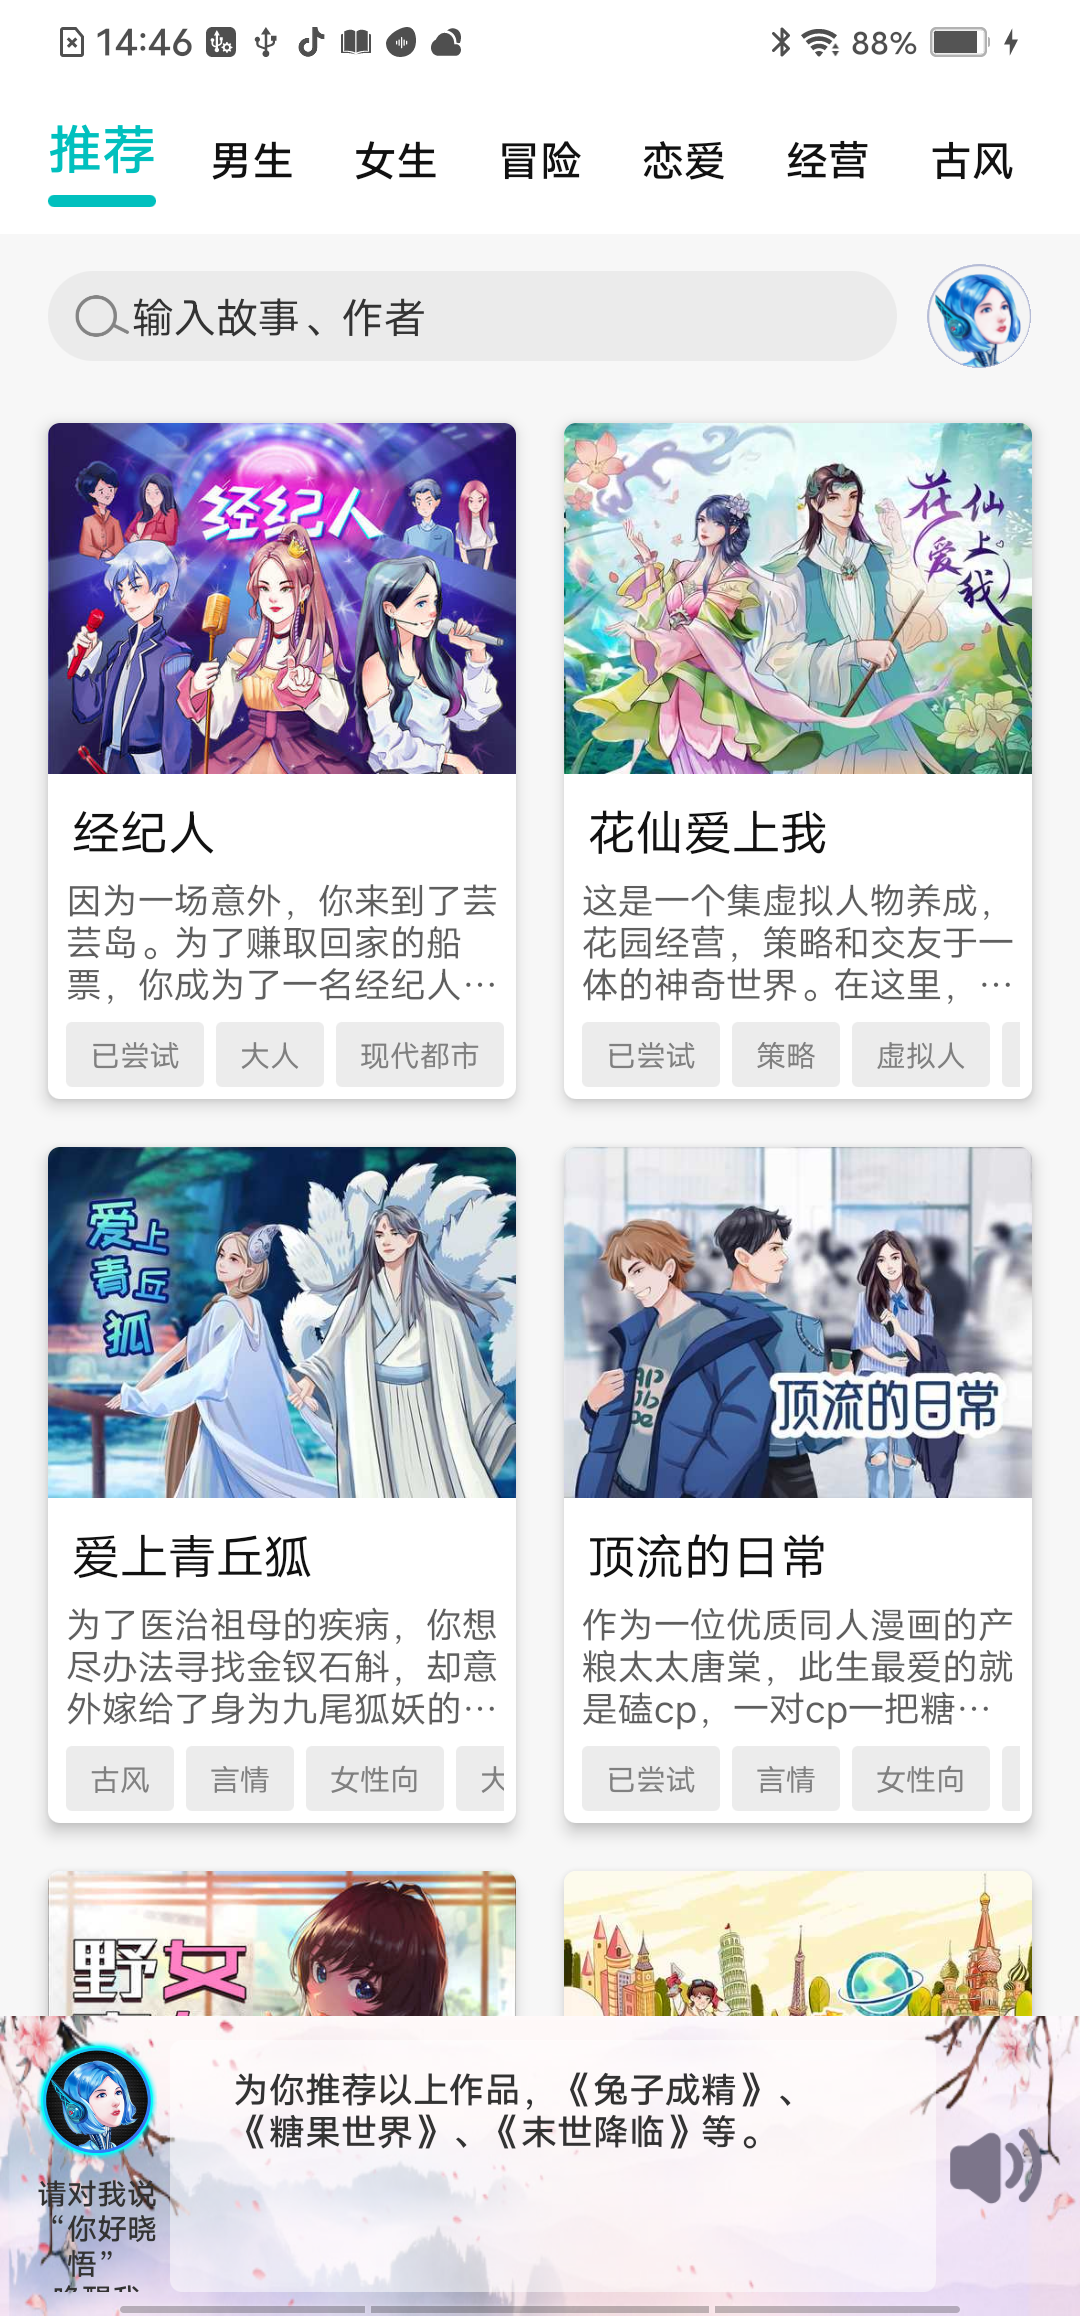 14:46
88%
推荐
男生
女生
冒险
恋爱
经营
古风
输入故事、作者
经纪人
花仙
爱上
我
经纪人
因为一场意外，你来到了芸
芸岛。为了赚取回家的船
票，你成为了一名经纪人…
已尝试
大人
现代都市
花仙爱上我
这是一个集虚拟人物养成，
花园经营，策略和交友于一
体的神奇世界。在这里，…
已尝试
策略
虚拟人
爱上
青丘
狐
顶流的日常
爱上青丘狐
为了医治祖母的疾病，你想
尽办法寻找金钗石斛，却意
外嫁给了身为九尾狐妖的…
古风
言情
女性向
大
顶流的日常
作为一位优质同人漫画的产
粮太太唐棠，此生最爱的就
是磕cp，一对cp一把糖…
已尝试
言情
女性向
野女
为你推荐以上作品，《兔子成精》、
《糖果世界》、《末世降临》等。
请对我说
“你好晓
悟”